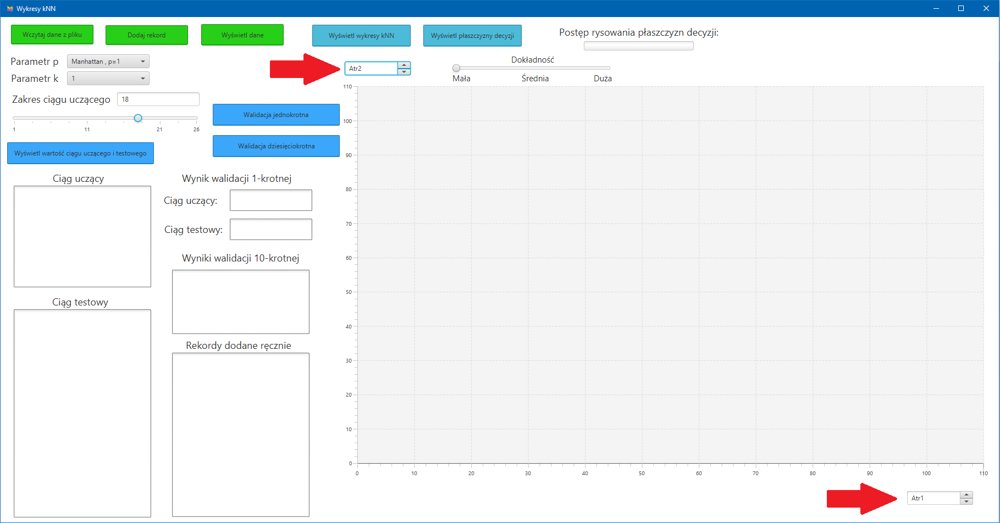 Wykresy kNN
Wczytaj dane z pliku
Dodaj rekord
Wyświetl dane
Wyświetl wykresy kNN
Wyświetl płaszczyzny decyzji
Postęp rysowania płaszczyzn decyzji:
Parametr p
Manhattan , p=1
Parametr k
1
Atr2
Dokładność
Mała
Średnia
Duża
Zakres ciągu uczącego
18
1
11
21
26
Walidacja jednokrotna
Walidacja dziesięciokrotna
Wyświetl wartość ciągu uczącego i testowego
Ciąg uczący
Wynik walidacji 1-krotnej
Ciąg uczący:
Ciąg testowy:
Wyniki walidacji 10-krotnej
Ciąg testowy
Rekordy dodane ręcznie
110
100
90
80
70
60
50
40
30
20
10
0
0
10
20
30
40
50
60
70
80
90
100
110
Atr1